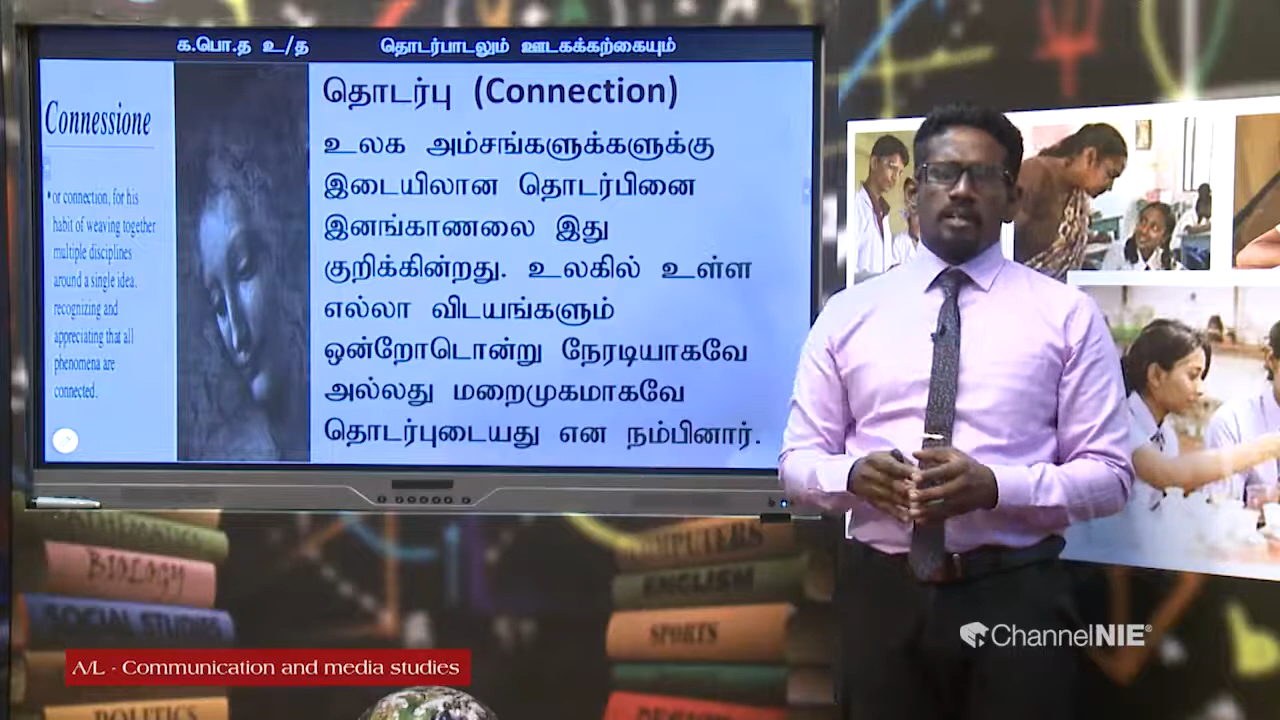 க.பொ.த உ/த தொடர்பாடலும் ஊடகக்கற்கையும்
Connessione
•or connection, for his
habit of weaving together
multiple disciplines
around a single idea.
recognizing and
appreciating that all
phenomena are
connected.
தொடர்பு (Connection)
உலக அம்சங்களுக்களுக்கு
இடையிலான தொடர்பினை
இனங்காணலை இது
குறிக்கின்றது. உலகில் உள்ள
எல்லா விடயங்களும்
ஒன்றோடொன்று நேரடியாகவே
அல்லது மறைமுகமாகவே
தொடர்புடையது என நம்பினார்.
MATHEMATICS
BIOLOGY
SOCIAL STUDIES
POLITICS
COMPUTERS
ENGLISH
SPORTS
A/L - Communication and media studies
ChannelNIE®